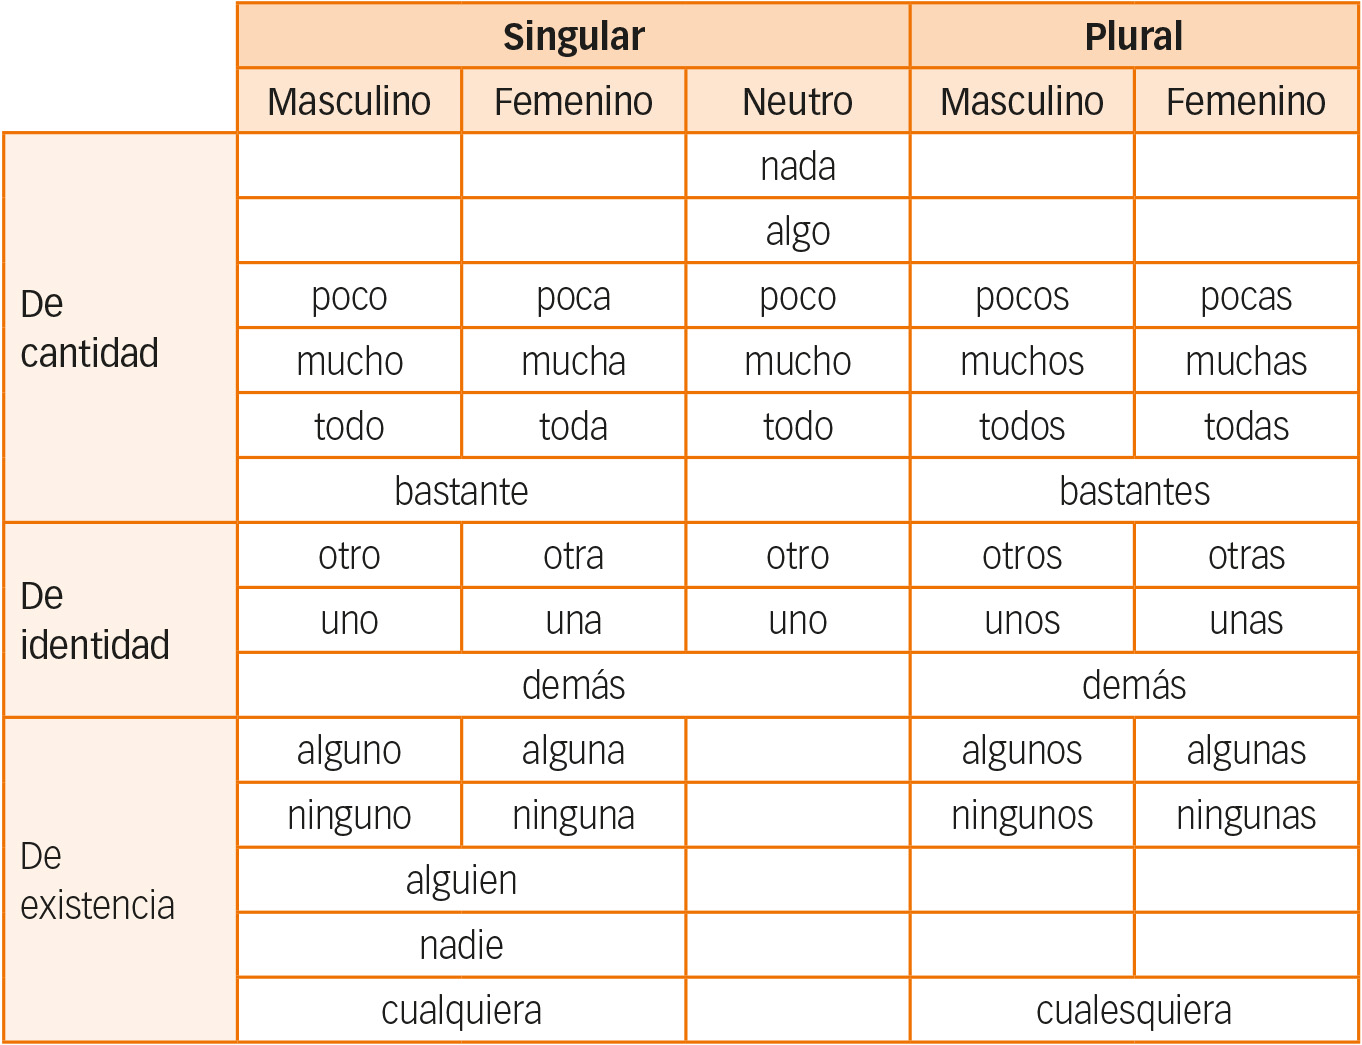 Singular Plural
Masculino Femenino Neutro Masculino Femenino
De
cantidad
nada
algo
poco poca poco pocos pocas
mucho mucha mucho muchos muchas
todo toda todo todos todas
bastante bastantes
De
identidad
otro otra otro otros otras
uno una uno unos unas
demás demás
De
existencia
alguno alguna algunos algunas
ninguno ninguna ningunos ningunas
alguien
nadie
cualquiera cualesquiera